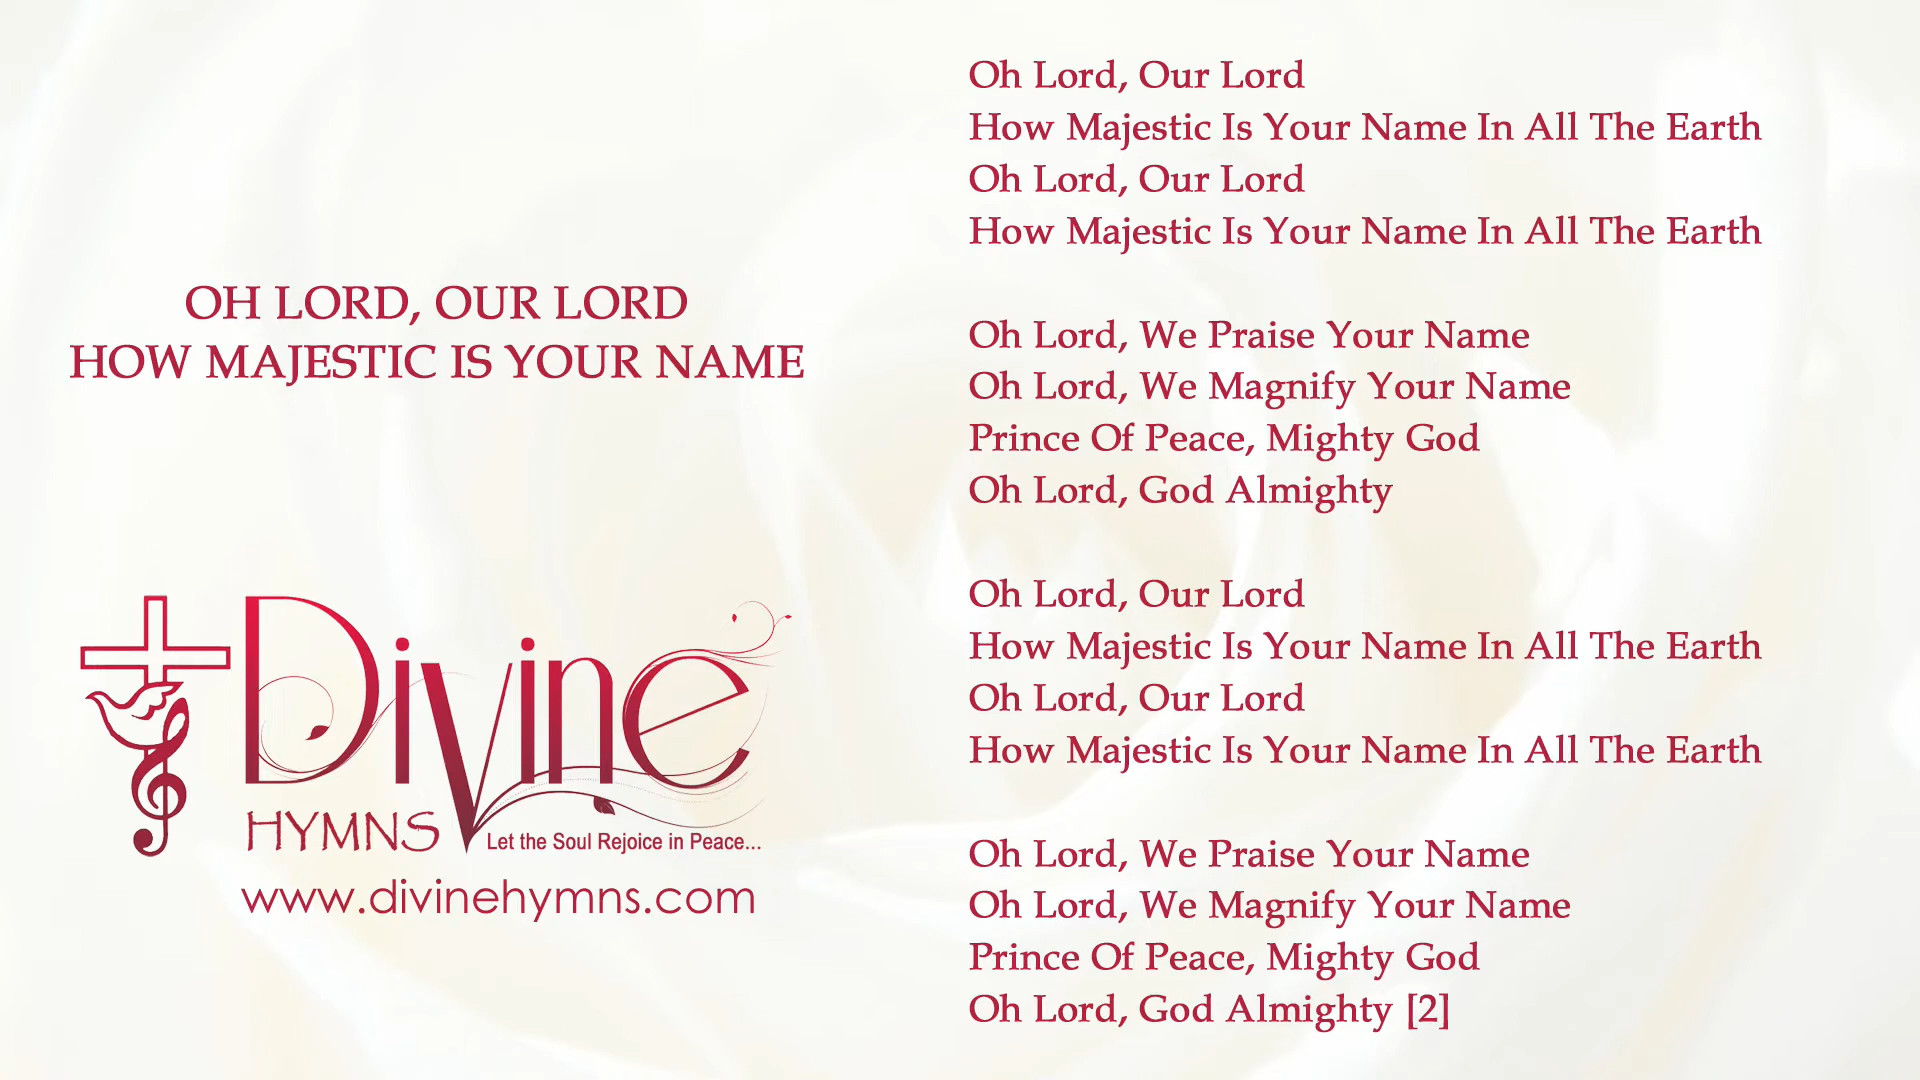 OH LORD, OUR LORD
HOW MAJESTIC IS YOUR NAME
Divine
HYMNS
Let the Soul Rejoice in Peace...
www.divinehymns.com
Oh Lord, Our Lord
How Majestic Is Your Name In All The Earth
Oh Lord, Our Lord
How Majestic Is Your Name In All The Earth
Oh Lord, We Praise Your Name
Oh Lord, We Magnify Your Name
Prince Of Peace, Mighty God
Oh Lord, God Almighty
Oh Lord, Our Lord
How Majestic Is Your Name In All The Earth
Oh Lord, Our Lord
How Majestic Is Your Name In All The Earth
Oh Lord, We Praise Your Name
Oh Lord, We Magnify Your Name
Prince Of Peace, Mighty God
Oh Lord, God Almighty [2]